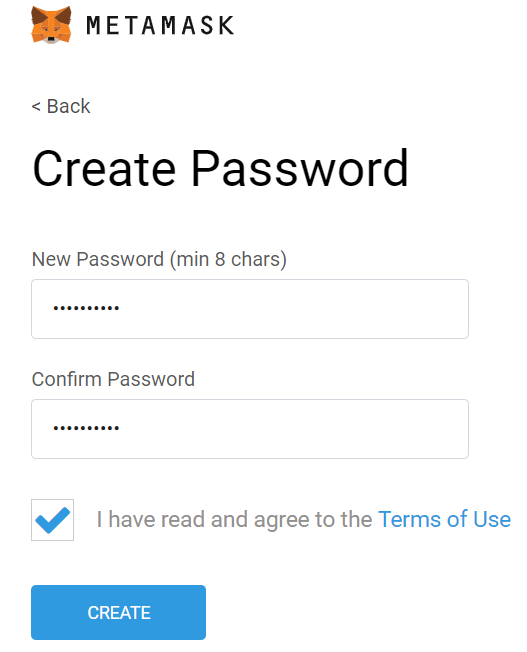 METAMASK
< Back
Create Password
New Password (min 8 chars)
••••••••••
Confirm Password
••••••••••
I have read and agree to the Terms of Use
CREATE